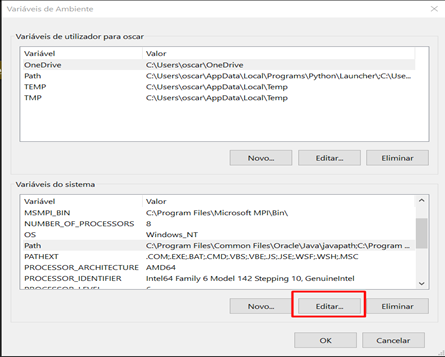 Variáveis de Ambiente
Variáveis de utilizador para oscar
Variável Valor
OneDrive C:\Users\oscar\OneDrive
Path C:\Users\oscar\AppData\Local\Programs\Python\Launcher\;C:\Use...
TEMP C:\Users\oscar\AppData\Local\Temp
TMP C:\Users\oscar\AppData\Local\Temp
Novo... Editar... Eliminar
Variáveis do sistema
Variável Valor
MSMPI_BIN C:\Program Files\Microsoft MPI\Bin\
NUMBER_OF_PROCESSORS 8
OS Windows_NT
Path C:\Program Files\Common Files\Oracle\Java\javapath;C:\Program ...
PATHEXT .COM;.EXE;.BAT;.CMD;.VBS;.VBE;.JS;.JSE;.WSF;.WSH;.MSC
PROCESSOR_ARCHITECTURE AMD64
PROCESSOR_IDENTIFIER Intel64 Family 6 Model 142 Stepping 10, GenuineIntel
PROCESSOR_LEVEL 6
Novo... Editar... Eliminar
OK Cancelar